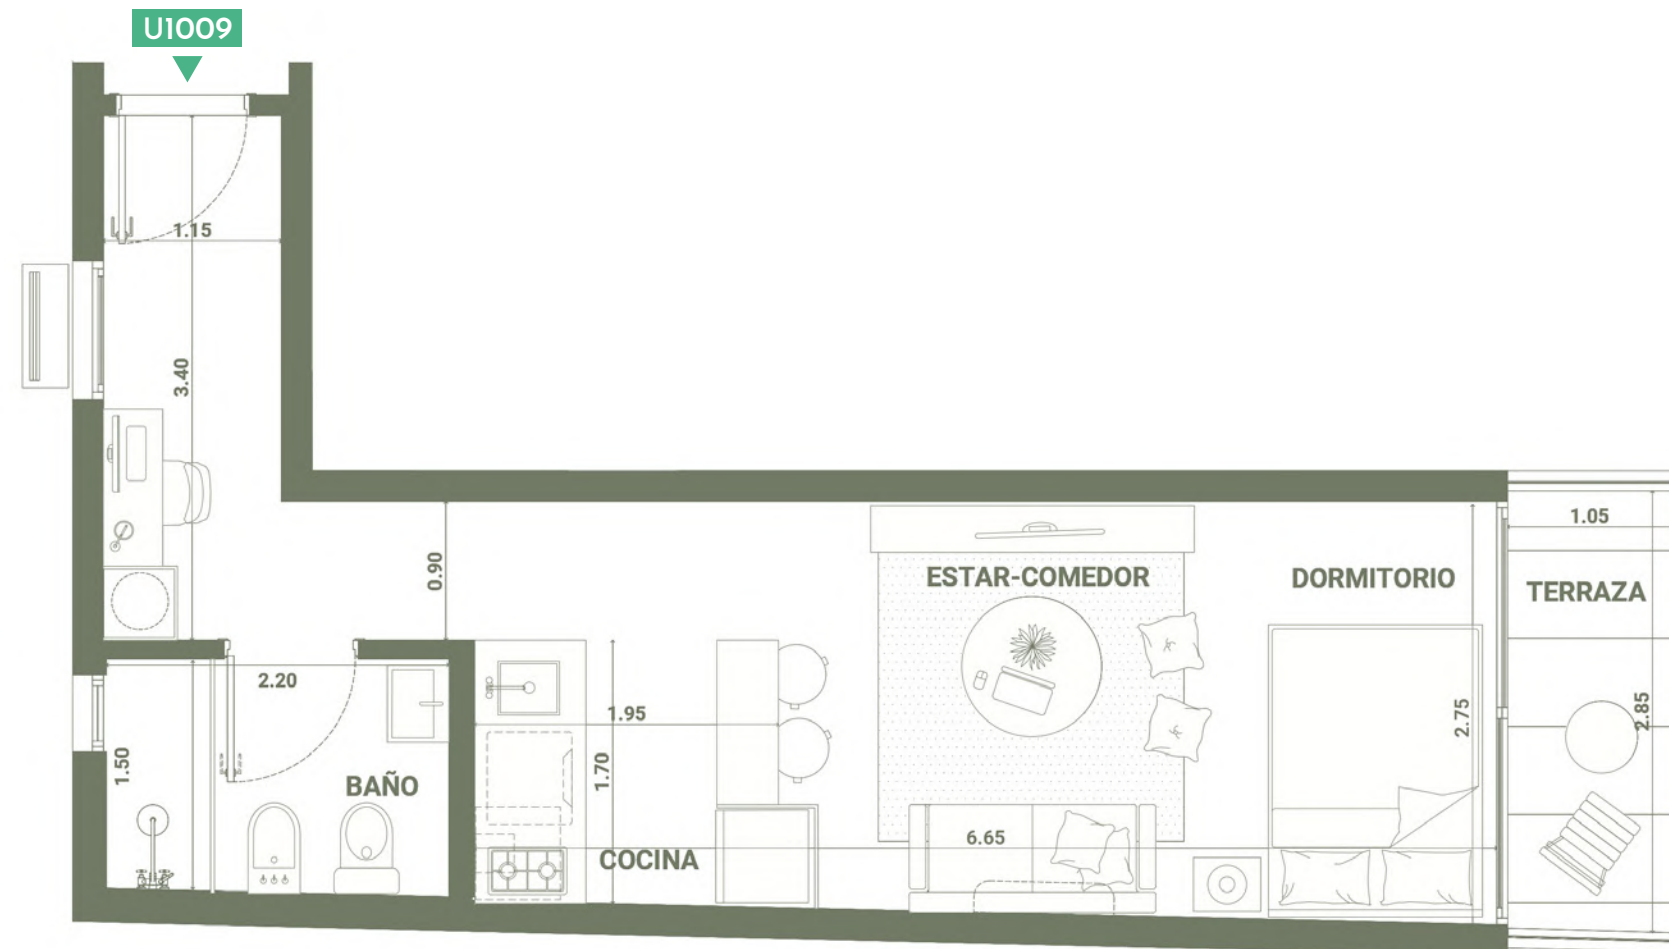 U1009
1.15
3.40
0.90
ESTAR-COMEDOR
DORMITORIO
1.05
TERRAZA
2.20
1.95
2.75
2.85
1.50
1.70
BAÑO
6.65
COCINA